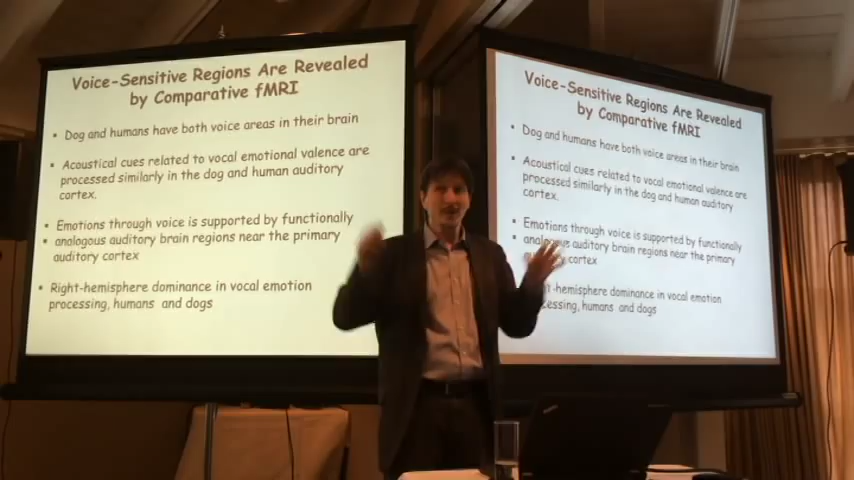 Voice-Sensitive Regions Are Revealed
by Comparative fMRI
• Dog and humans have both voice areas in their brain
• Acoustical cues related to vocal emotional valence are
processed similarly in the dog and human auditory
cortex.
• Emotions through voice is supported by functionally
• analogous auditory brain regions near the primary
auditory cortex
• Right-hemisphere dominance in vocal emotion
processing, humans and dogs
Voice-Sensitive Regions Are Revealed
by Comparative fMRI
• Dog and humans have both voice areas in their brain
• Acoustical cues related to vocal emotional valence are
processed similarly in the dog and human auditory
cortex.
• Emotions through voice is supported by functionally
• auditory brain regions near the primary
cortex
-hemisphere dominance in vocal emotion
humans and dogs